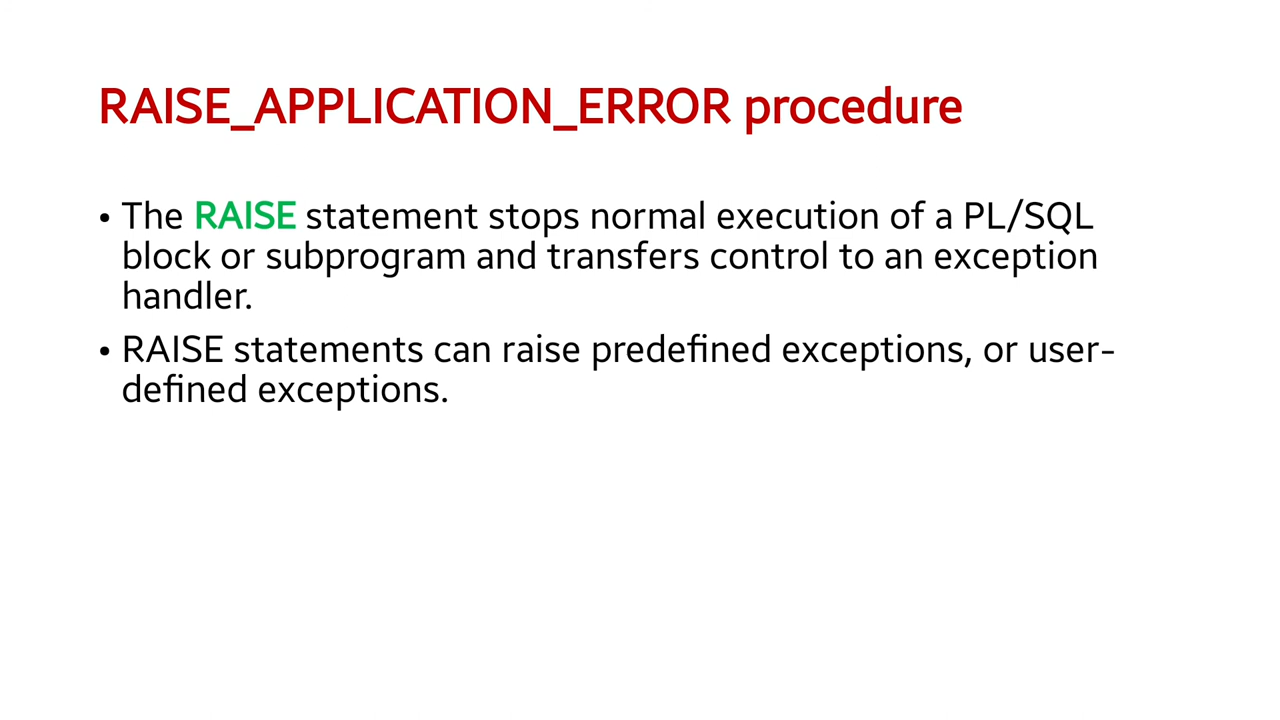 RAISE_APPLICATION_ERROR procedure
• The RAISE statement stops normal execution of a PL/SQL
block or subprogram and transfers control to an exception
handler.
• RAISE statements can raise predefined exceptions, or user-
defined exceptions.